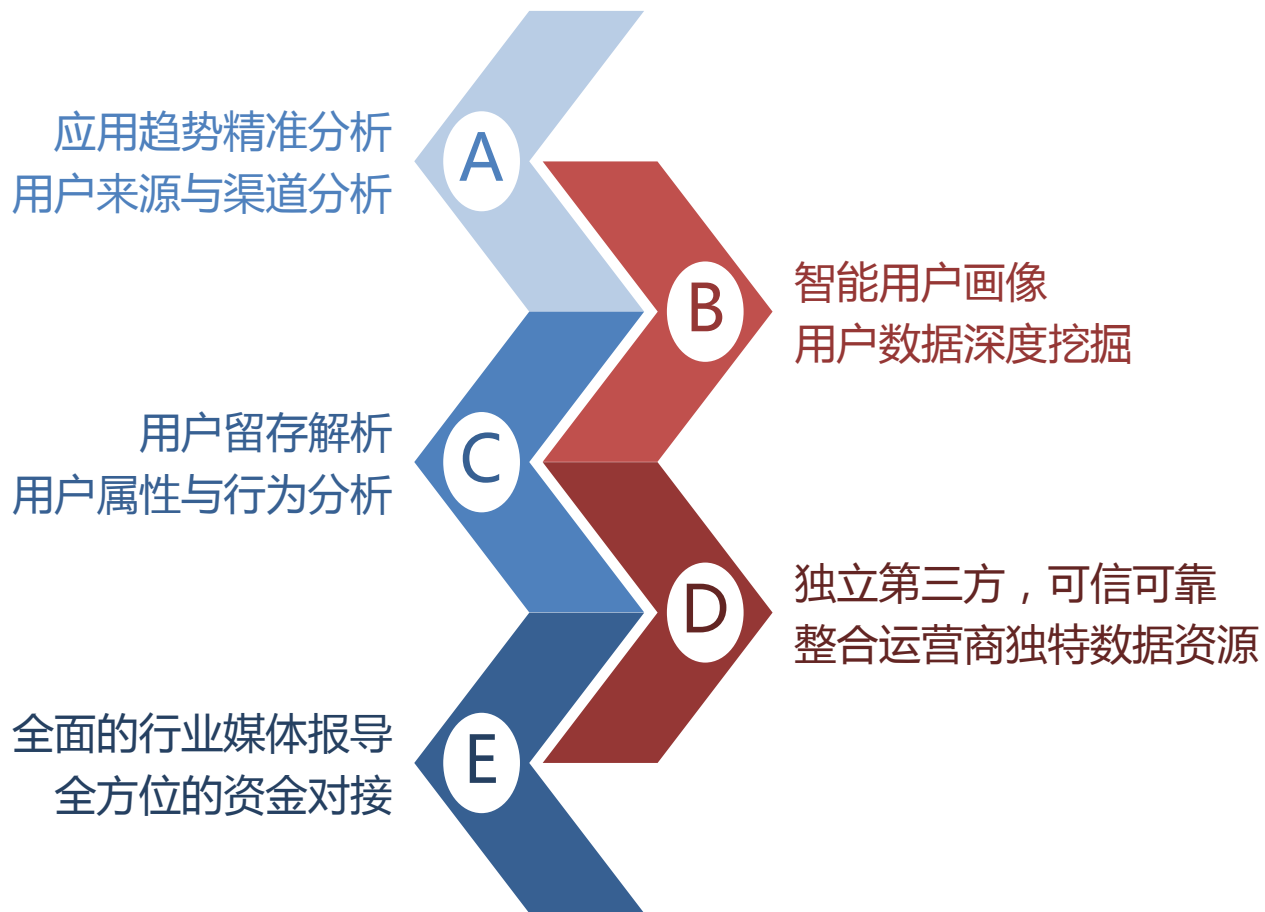 应用趋势精准分析
用户来源与渠道分析
A
B
智能用户画像
用户数据深度挖掘
用户留存解析
用户属性与行为分析
C
D
独立第三方，可信可靠
整合运营商独特数据资源
全面的行业媒体报导
全方位的资金对接
E